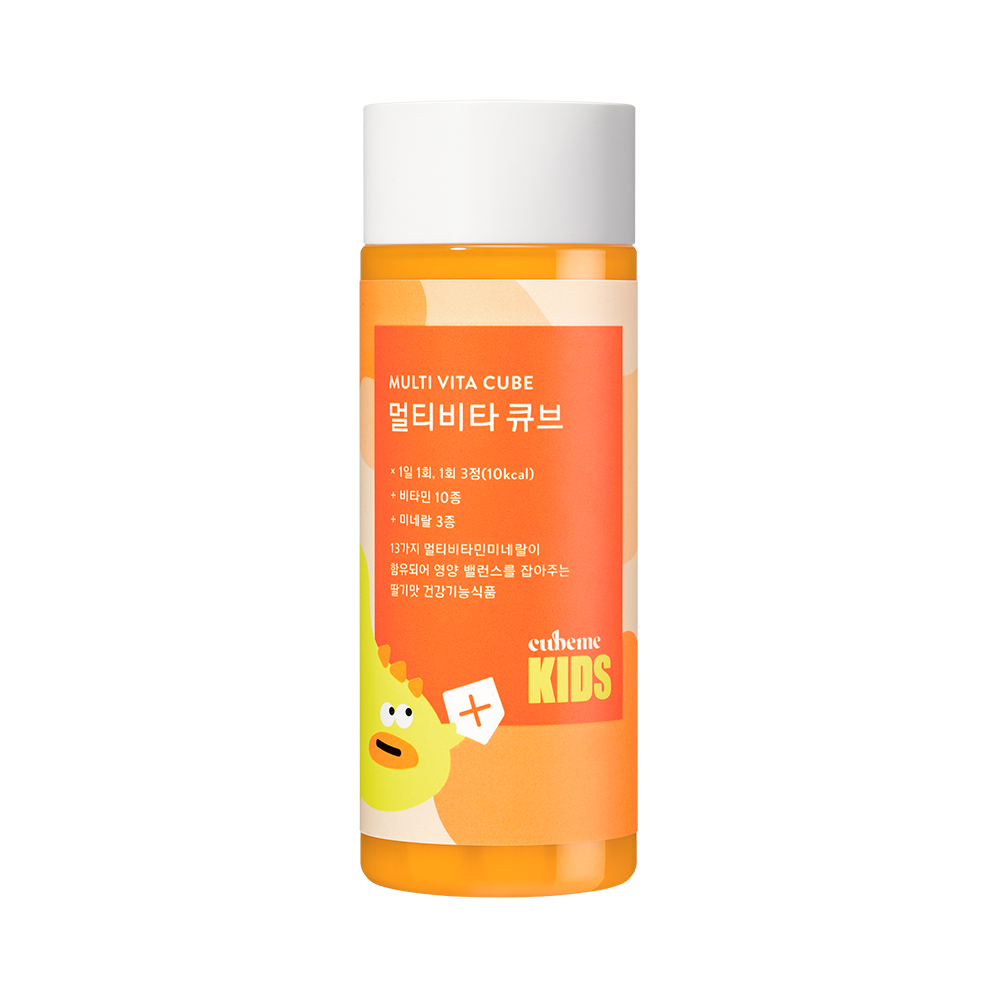 MULTI VITA CUBE
멀티비타 큐브
× 1일 1회, 1회 3정(10kcal)
+ 비타민 10종
+ 미네랄 3종
13가지 멀티비타민미네랄이
함유되어 영양 밸런스를 잡아주는
딸기맛 건강기능식품
cubeme
KIDS